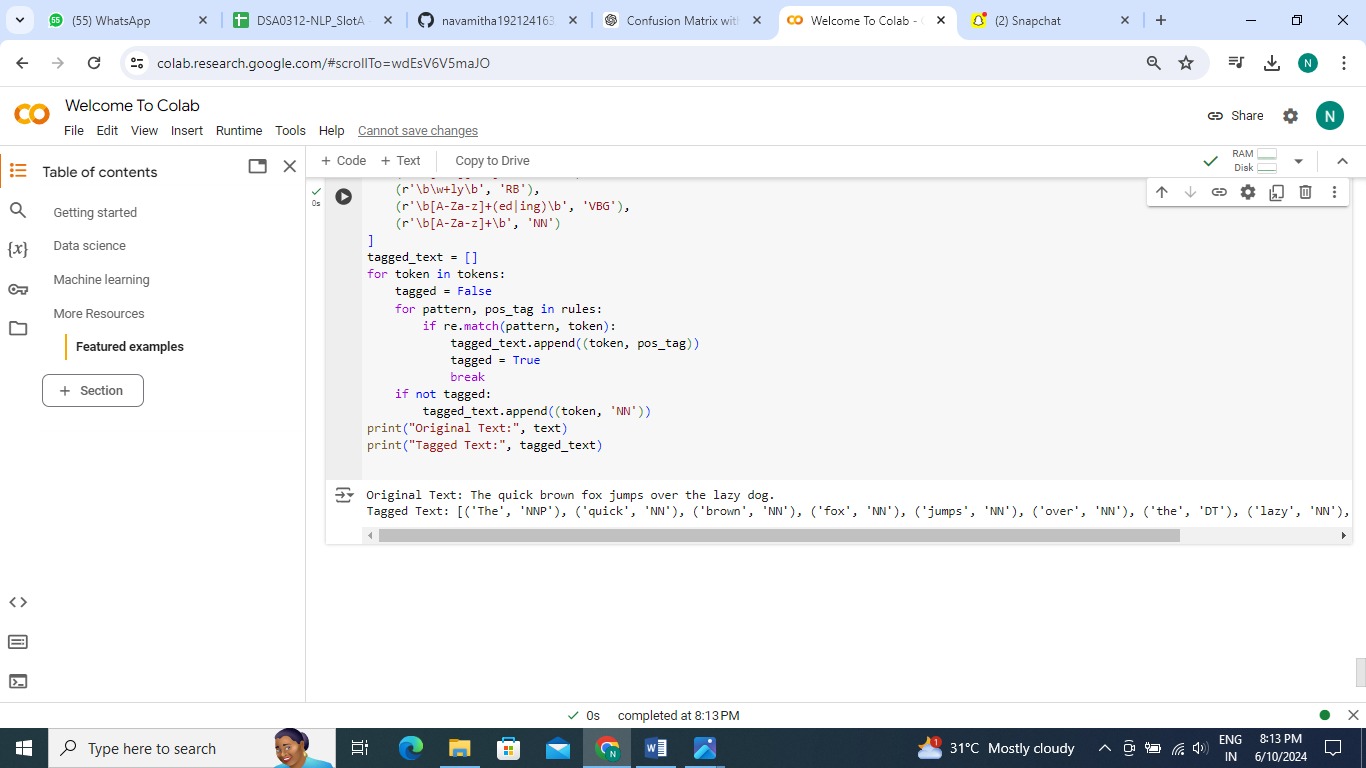 (55) WhatsApp
DSA0312-NLP_SlotA
navamitha192124163
Confusion Matrix with
Welcome To Colab -
(2) Snapchat
colab.research.google.com/#scrollTo=wdEsV6V5maJO
N
Welcome To Colab
File Edit View Insert Runtime Tools Help Cannot save changes
Share
N
Table of contents
Getting started
Data science
Machine learning
More Resources
Featured examples
+ Section
{x}
+ Code + Text Copy to Drive
RAM
Disk
0s
(r'\b\w+ly\b', 'RB'),
(r'\b[A-Za-z]+(ed|ing)\b', 'VBG'),
(r'\b[A-Za-z]+\b', 'NN')
]
tagged_text = []
for token in tokens:
tagged = False
for pattern, pos_tag in rules:
if re.match(pattern, token):
tagged_text.append((token, pos_tag))
tagged = True
break
if not tagged:
tagged_text.append((token, 'NN'))
print("Original Text:", text)
print("Tagged Text:", tagged_text)
Original Text: The quick brown fox jumps over the lazy dog.
Tagged Text: [('The', 'NNP'), ('quick', 'NN'), ('brown', 'NN'), ('fox', 'NN'), ('jumps', 'NN'), ('over', 'NN'), ('the', 'DT'), ('lazy', 'NN'),
0s completed at 8:13 PM
Type here to search
1
31°C Mostly cloudy
ENG
IN
8:13 PM
6/10/2024